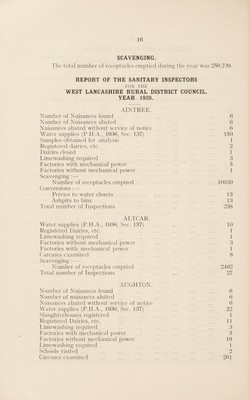 16
SCAVENGING.
The total number of receptacles emptied during the year was 259,739.
REPORT OF THE SANITARY INSPECTORS
FOR THE
WEST LANCASHIRE RURAL DISTRICT COUNCIL,
YEAR 1939.
AINTREE.
Number of Nuisances found 6
Number of Nuisances abated 6
Nuisances abated without service of notice 6
Water supplies (P.H.A., 1936, Sec. 137) 150
Samples obtained for analysis 1
Registered dairies, etc. 2
Dairies closed 1
Limewashing required 3
Factories with mechanical power 5
Factories without mechanical power 1
Scavenging :—
Number of receptacles emptied
Conversions :—
Privies to water closets 13
Ashpits to bins 13
Total number of Inspections 238
ALTCAR.
Water supplies (P.H.A., 1936, Sec. 137) 10
Registered Dairies, etc. 1
Limewashing required 1
Factories without mechanical power 3
Factories with mechanical power 1
Carcases examined 8
Scavenging :—
Number of receptacles emptied 2492
Total number of Inspections 27
AUGHTON.
Number of Nuisances found 6
Number of nuisances abated 6
Nuisances abated without service of notice 6
Water supplies (P.H.A., 1936, Sec. 137) 22
Slaughterhouses registered 1
Registered Dairies, etc. 11
Limewashing required 3
Factories with mechanical power 5
Factories without mechanical power 10
Limewashing required 1
Schools visited 2
Carcases examined 261